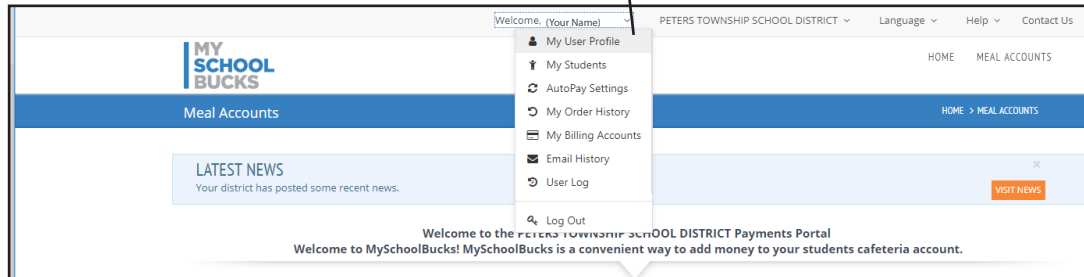 Welcome, (Your Name) PETERS TOWNSHIP SCHOOL DISTRICT Language Help Contact Us
My User Profile
MY
SCHOOL
BUCKS
HOME MEAL ACCOUNTS
My Students
AutoPay Settings
My Order History
Meal Accounts
HOME > MEAL ACCOUNTS
My Billing Accounts
Email History
User Log
Log Out
LATEST NEWS
Your district has posted some recent news.
×
VISIT NEWS
Welcome to the PETERS TOWNSHIP SCHOOL DISTRICT Payments Portal
Welcome to MySchoolBucks! MySchoolBucks is a convenient way to add money to your students cafeteria account.